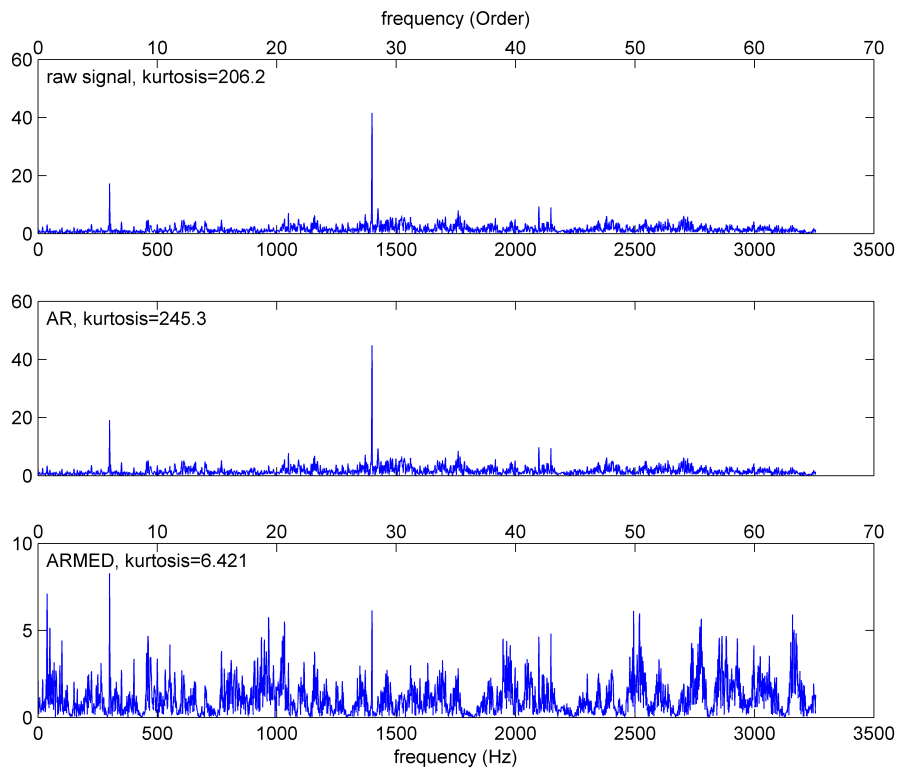 frequency (Order)
0 10 20 30 40 50 60 70
60
raw signal, kurtosis=206.2
40
20
0
0 500 1000 1500 2000 2500 3000 3500
60
AR, kurtosis=245.3
40
20
0
0 10 20 30 40 50 60 70
10
ARMED, kurtosis=6.421
5
0
0 500 1000 1500 2000 2500 3000 3500
frequency (Hz)